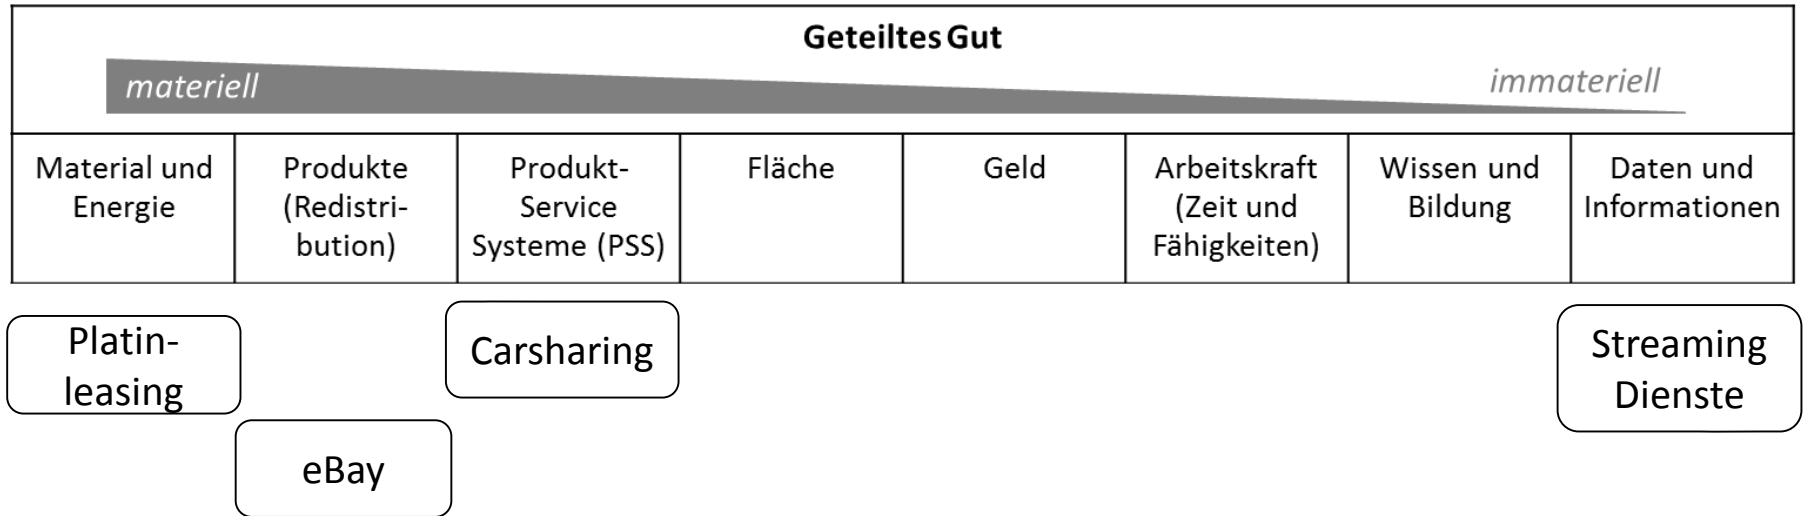 Geteiltes Gut
materiell
immateriell
Material und
Energie
Produkte
(Redistri-
bution)
Produkt-
Service
Systeme (PSS)
Fläche
Geld
Arbeitskraft
(Zeit und
Fähigkeiten)
Wissen und
Bildung
Daten und
Informationen
Platin-
leasing
eBay
Carsharing
Streaming
Dienste